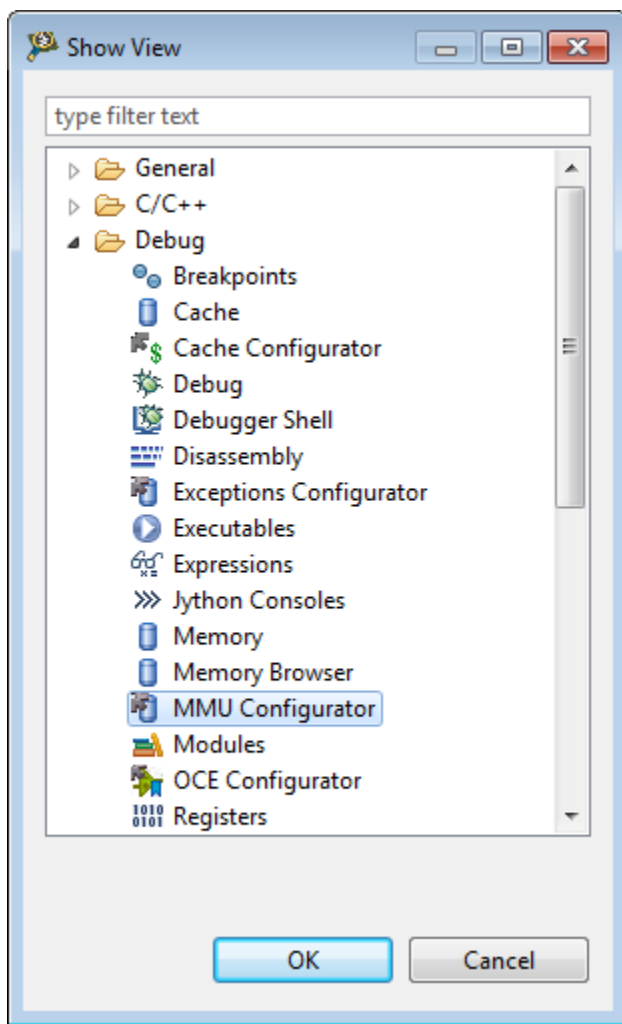 Show View
type filter text
General
C/C++
Debug
Breakpoints
Cache
Cache Configurator
Debug
Debugger Shell
Disassembly
Exceptions Configurator
Executables
Expressions
Jython Consoles
Memory
Memory Browser
MMU Configurator
Modules
OCE Configurator
Registers
OK
Cancel